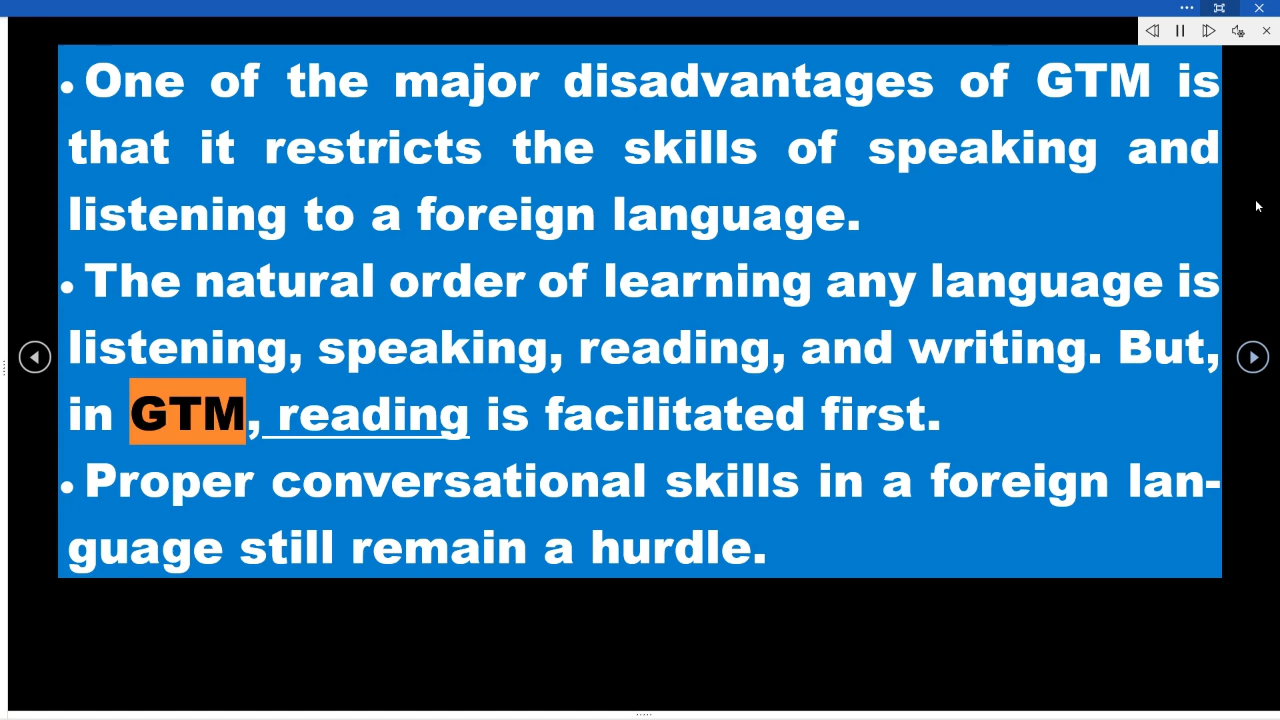 • One of the major disadvantages of GTM is
that it restricts the skills of speaking and
listening to a foreign language.
• The natural order of learning any language is
listening, speaking, reading, and writing. But,
in GTM, reading is facilitated first.
• Proper conversational skills in a foreign lan-
guage still remain a hurdle.